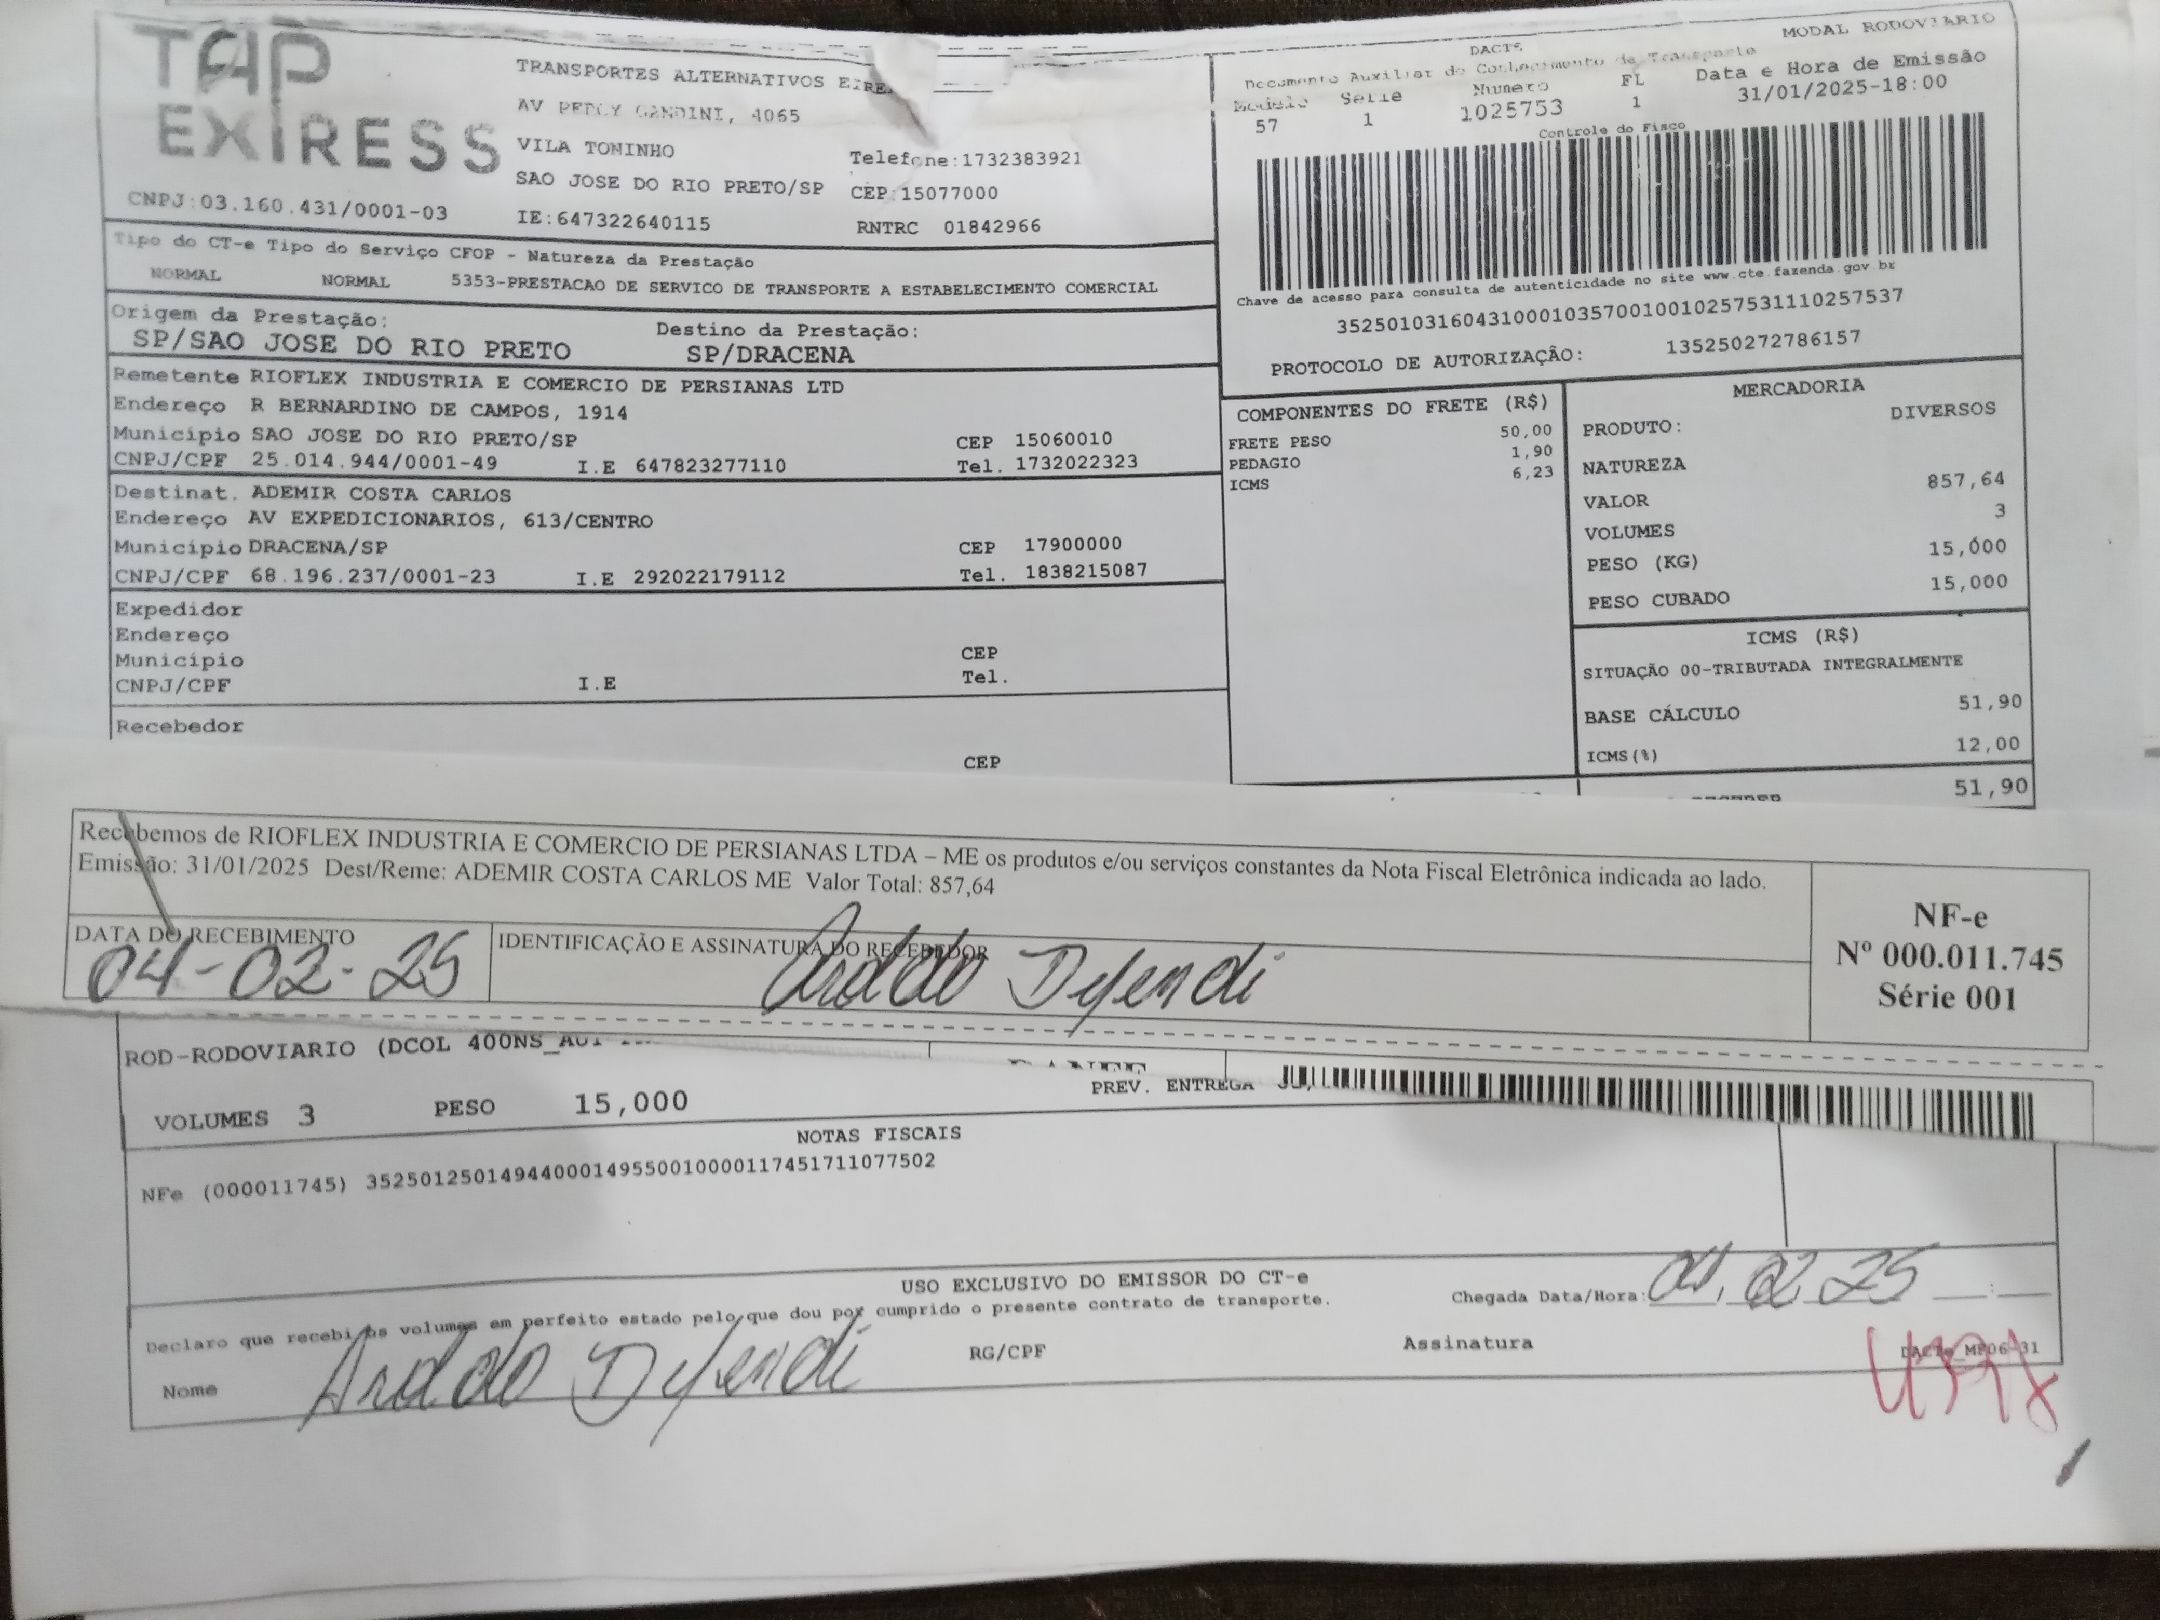 TAP
EXPRESS
CNPJ:03.160.431/0001-03
TRANSPORTES ALTERNATIVOS
AV PERCY GANDINI, 4065
VILA TONINHO
Telefone:1732383921
SAO JOSE DO RIO PRETO/SP CEP:15077000
IE:647322640115 RNTRC 01842966
DACTE MODAL RODOVIARIO
Documento Auxiliar do Conhecimento de Transporte
Modelo Serie Numero FL Data e Hora de Emissão
57 1 1025753 1 31/01/2025-18:00
Controle do Fisco
Chave de acesso para consulta de autenticidade no site www.cte.fazenda.gov.br
35250103160431000103570010010257531110257537
PROTOCOLO DE AUTORIZAÇÃO: 135250272786157
Tipo do CT-e Tipo do Serviço CFOP - Natureza da Prestação
NORMAL NORMAL 5353-PRESTACAO DE SERVICO DE TRANSPORTE A ESTABELECIMENTO COMERCIAL
Origem da Prestação: Destino da Prestação:
SP/SAO JOSE DO RIO PRETO SP/DRACENA
Remetente RIOFLEX INDUSTRIA E COMERCIO DE PERSIANAS LTD
Endereço R BERNARDINO DE CAMPOS, 1914
Município SAO JOSE DO RIO PRETO/SP CEP 15060010
CNPJ/CPF 25.014.944/0001-49 I.E 647823277110 Tel. 1732022323
Destinat. ADEMIR COSTA CARLOS
Endereço AV EXPEDICIONARIOS, 613/CENTRO
Município DRACENA/SP CEP 17900000
CNPJ/CPF 68.196.237/0001-23 I.E 292022179112 Tel. 1838215087
Expedidor
Endereço
Município CEP
CNPJ/CPF I.E Tel.
Recebedor
CEP
COMPONENTES DO FRETE (R$)
FRETE PESO 50,00
PEDAGIO 1,90
ICMS 6,23
MERCADORIA
PRODUTO: DIVERSOS
NATUREZA
VALOR 857,64
VOLUMES 3
PESO (KG) 15,000
PESO CUBADO 15,000
ICMS (R$)
SITUAÇÃO 00-TRIBUTADA INTEGRALMENTE
BASE CÁLCULO 51,90
ICMS(%) 12,00
51,90
Recebemos de RIOFLEX INDUSTRIA E COMERCIO DE PERSIANAS LTDA – ME os produtos e/ou serviços constantes da Nota Fiscal Eletrônica indicada ao lado.
Emissão: 31/01/2025 Dest/Reme: ADEMIR COSTA CARLOS ME Valor Total: 857,64
DATA DO RECEBIMENTO IDENTIFICAÇÃO E ASSINATURA DO RECEBEDOR
04-02-25 Arddo Defendi
NF-e
Nº 000.011.745
Série 001
ROD-RODOVIARIO (DCOL 400NS_AUT
VOLUMES 3 PESO 15,000 PREV. ENTREGA
NOTAS FISCAIS
NFe (000011745) 35250125014944000149550010000117451711077502
USO EXCLUSIVO DO EMISSOR DO CT-e
Declaro que recebi os volumes em perfeito estado pelo que dou por cumprido o presente contrato de transporte.
Chegada Data/Hora: 04.02.25
Nome Arddo Defendi RG/CPF Assinatura